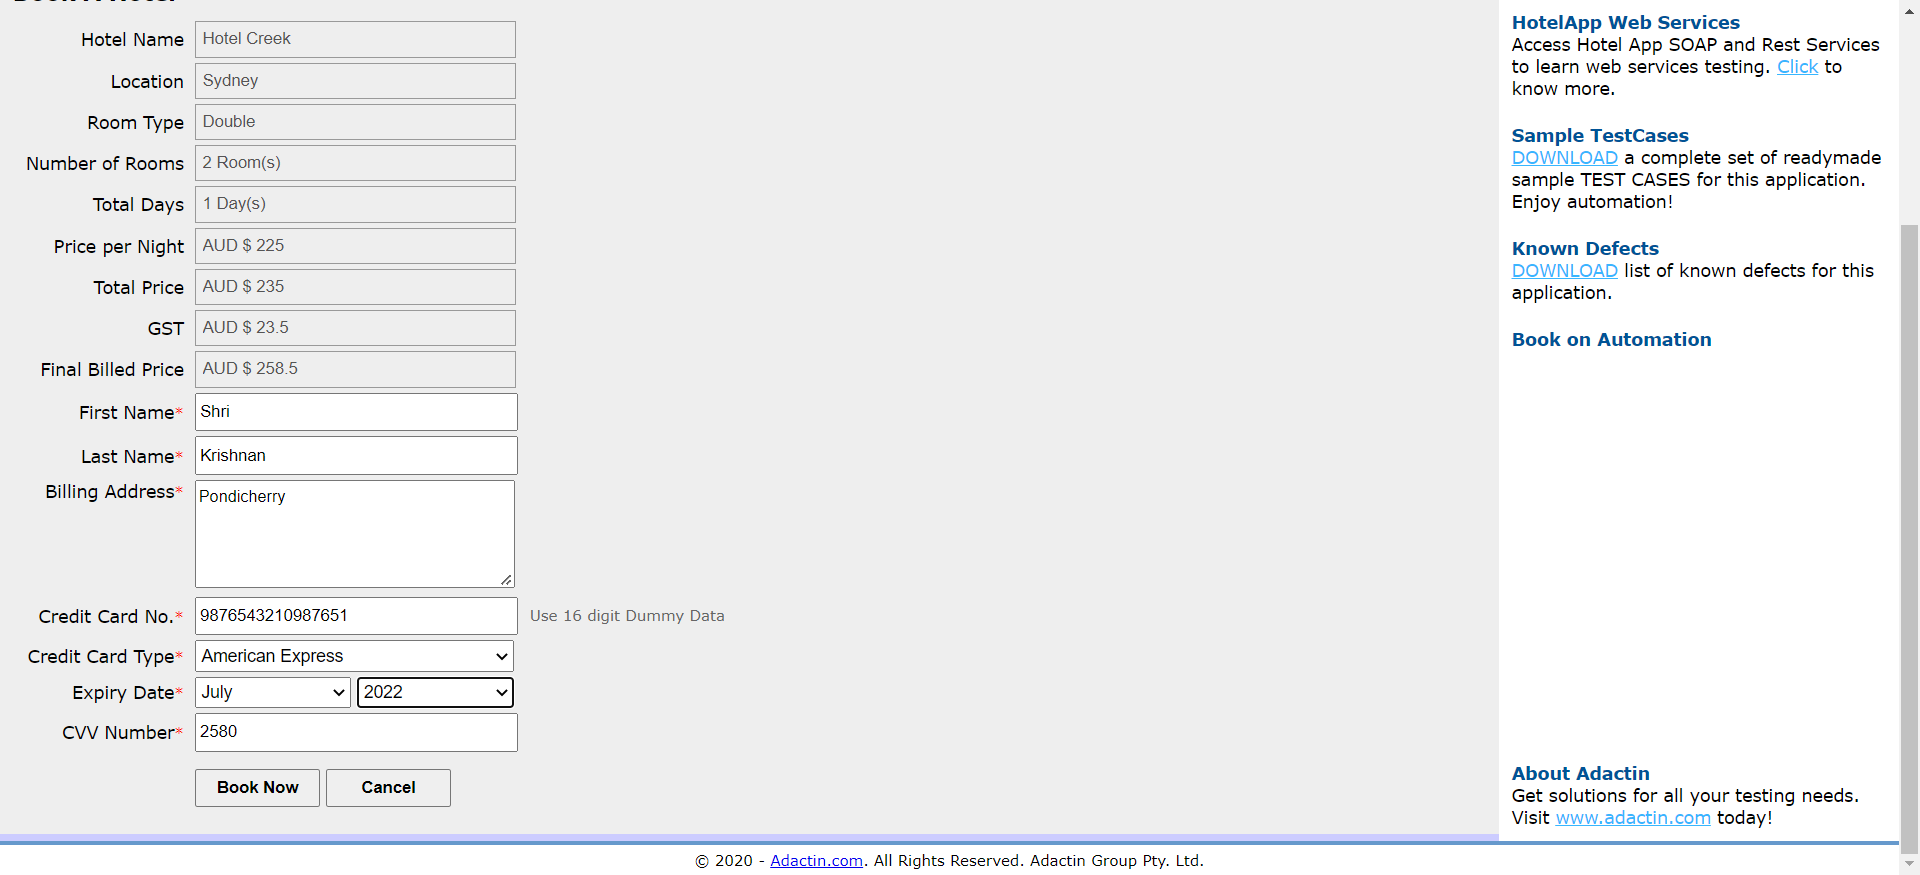 Hotel Name Hotel Creek
Location Sydney
Room Type Double
Number of Rooms 2 Room(s)
Total Days 1 Day(s)
Price per Night AUD $ 225
Total Price AUD $ 235
GST AUD $ 23.5
Final Billed Price AUD $ 258.5
First Name* Shri
Last Name* Krishnan
Billing Address* Pondicherry
Credit Card No.* 9876543210987651 Use 16 digit Dummy Data
Credit Card Type* American Express
Expiry Date* July 2022
CVV Number* 2580
Book Now Cancel
HotelApp Web Services
Access Hotel App SOAP and Rest Services
to learn web services testing. Click to
know more.
Sample TestCases
DOWNLOAD a complete set of readymade
sample TEST CASES for this application.
Enjoy automation!
Known Defects
DOWNLOAD list of known defects for this
application.
Book on Automation
About Adactin
Get solutions for all your testing needs.
Visit www.adactin.com today!
© 2020 - Adactin.com. All Rights Reserved. Adactin Group Pty. Ltd.